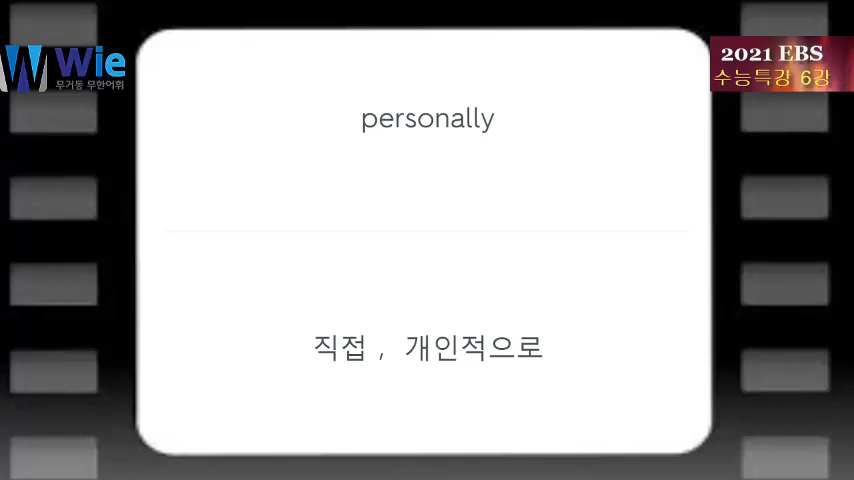 Wie
무거동 무한어휘
2021 EBS
수능특강 6강
personally
직접 , 개인적으로